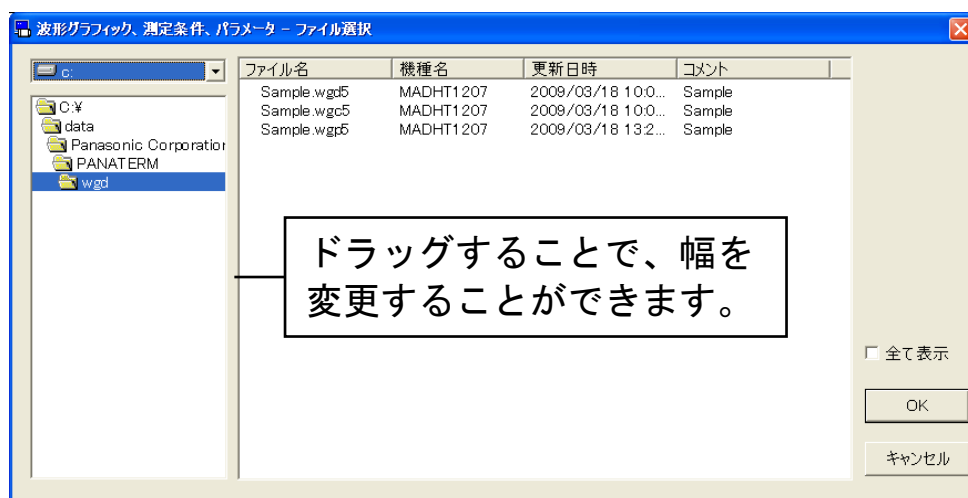 波形グラフィック、測定条件、パラメータ - ファイル選択
c:
C:¥
data
Panasonic Corporation
PANATERM
wgd
ファイル名 機種名 更新日時 コメント
Sample.wgd5 MADHT1207 2009/03/18 10:0... Sample
Sample.wgc5 MADHT1207 2009/03/18 10:0... Sample
Sample.wgp5 MADHT1207 2009/03/18 13:2... Sample
ドラッグすることで、幅を
変更することができます。
全て表示
OK
キャンセル